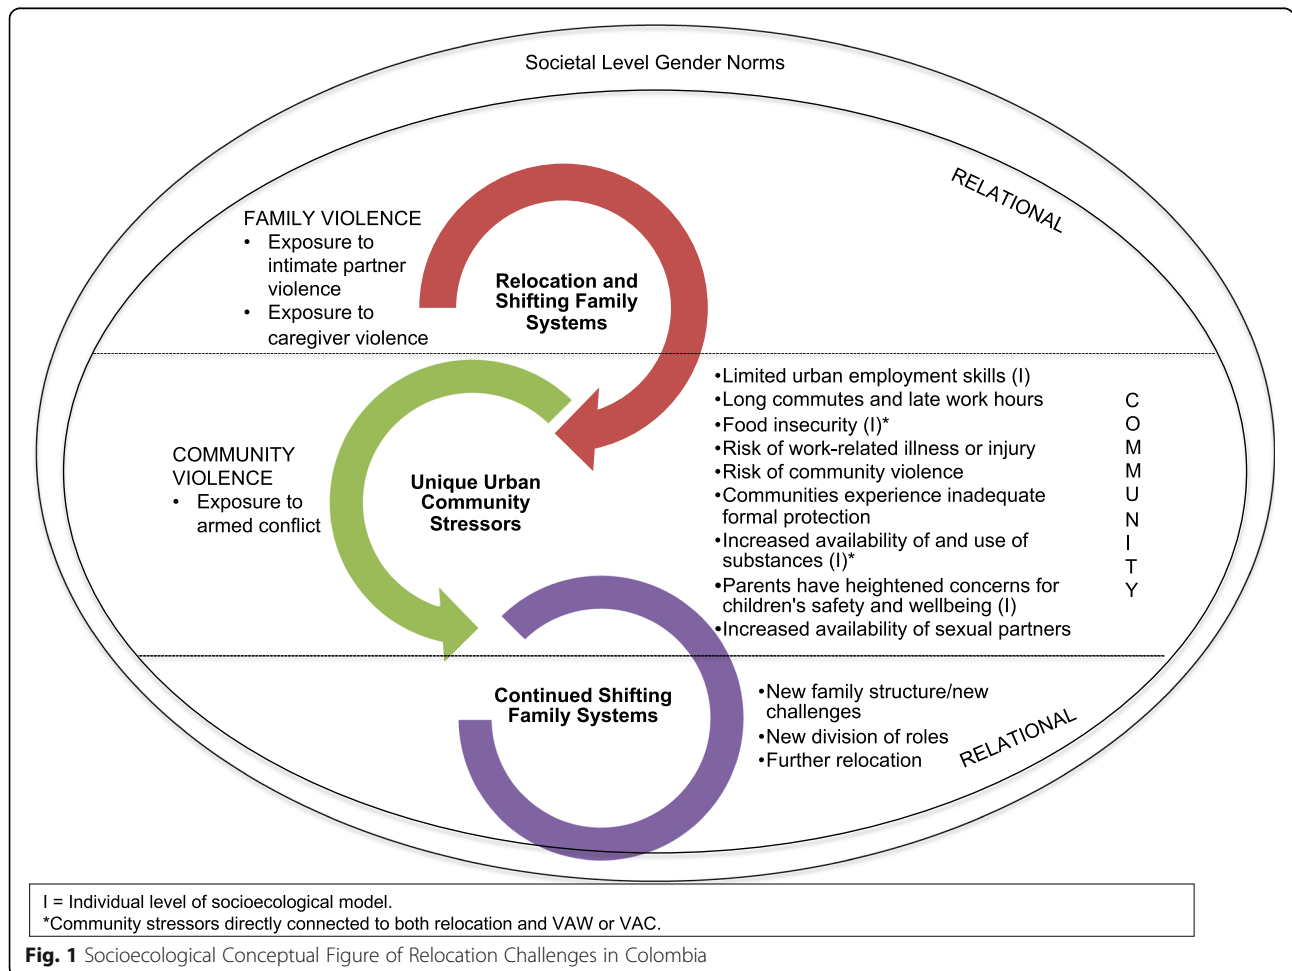 Societal Level Gender Norms
RELATIONAL
FAMILY VIOLENCE
• Exposure to
intimate partner
violence
• Exposure to
caregiver violence
Relocation and
Shifting Family
Systems
COMMUNITY
VIOLENCE
• Exposure to
armed conflict
Unique Urban
Community
Stressors
•Limited urban employment skills (I)
•Long commutes and late work hours
•Food insecurity (I)*
•Risk of work-related illness or injury
•Risk of community violence
•Communities experience inadequate
formal protection
•Increased availability of and use of
substances (I)*
•Parents have heightened concerns for
children's safety and wellbeing (I)
•Increased availability of sexual partners
C
O
M
M
U
N
I
T
Y
Continued Shifting
Family Systems
•New family structure/new
challenges
•New division of roles
•Further relocation
RELATIONAL
I = Individual level of socioecological model.
*Community stressors directly connected to both relocation and VAW or VAC.
Fig. 1 Socioecological Conceptual Figure of Relocation Challenges in Colombia